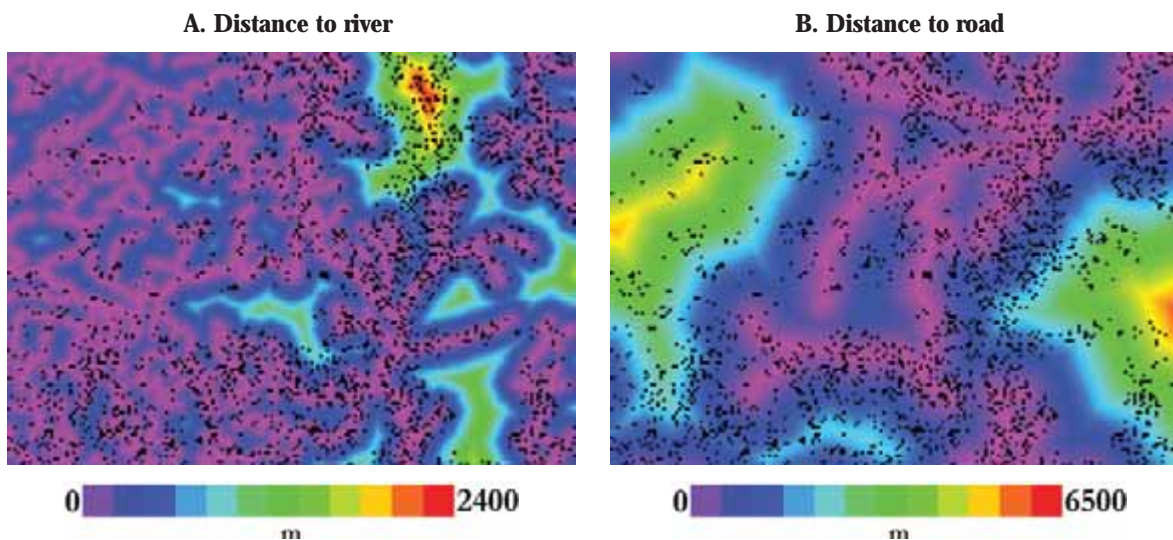 A. Distance to river
B. Distance to road
0 2400
m
0 6500
m